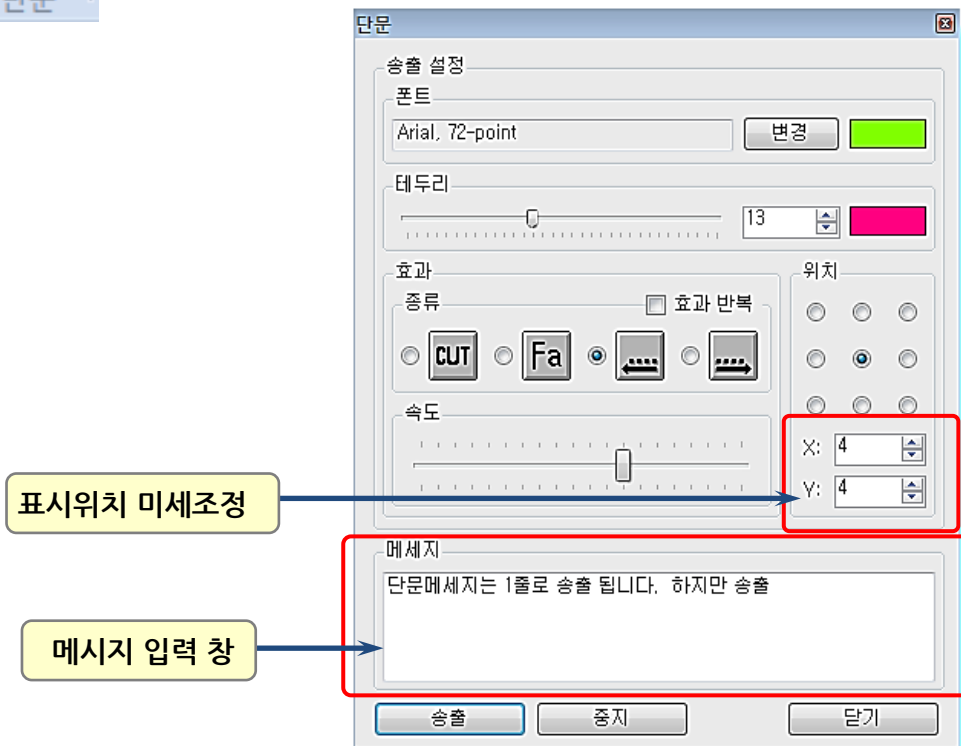 단문
단문
송출 설정
폰트
Arial, 72-point
변경
테두리
13
효과
위치
종류
효과 반복
CUT
Fa
속도
X: 4
Y: 4
표시위치 미세조정
메세지
단문메세지는 1줄로 송출 됩니다. 하지만 송출
메시지 입력 창
송출
중지
닫기